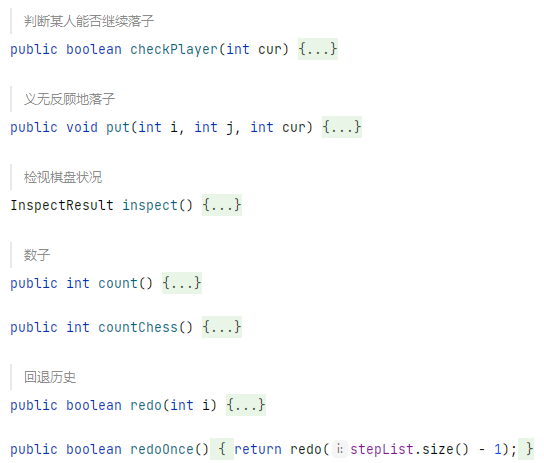 判断某人能否继续落子
public boolean checkPlayer(int cur) {...}
义无反顾地落子
public void put(int i, int j, int cur) {...}
检视棋盘状况
InspectResult inspect() {...}
数子
public int count() {...}
public int countChess() {...}
回退历史
public boolean redo(int i) {...}
public boolean redoOnce() { return redo( i: stepList.size() - 1); }